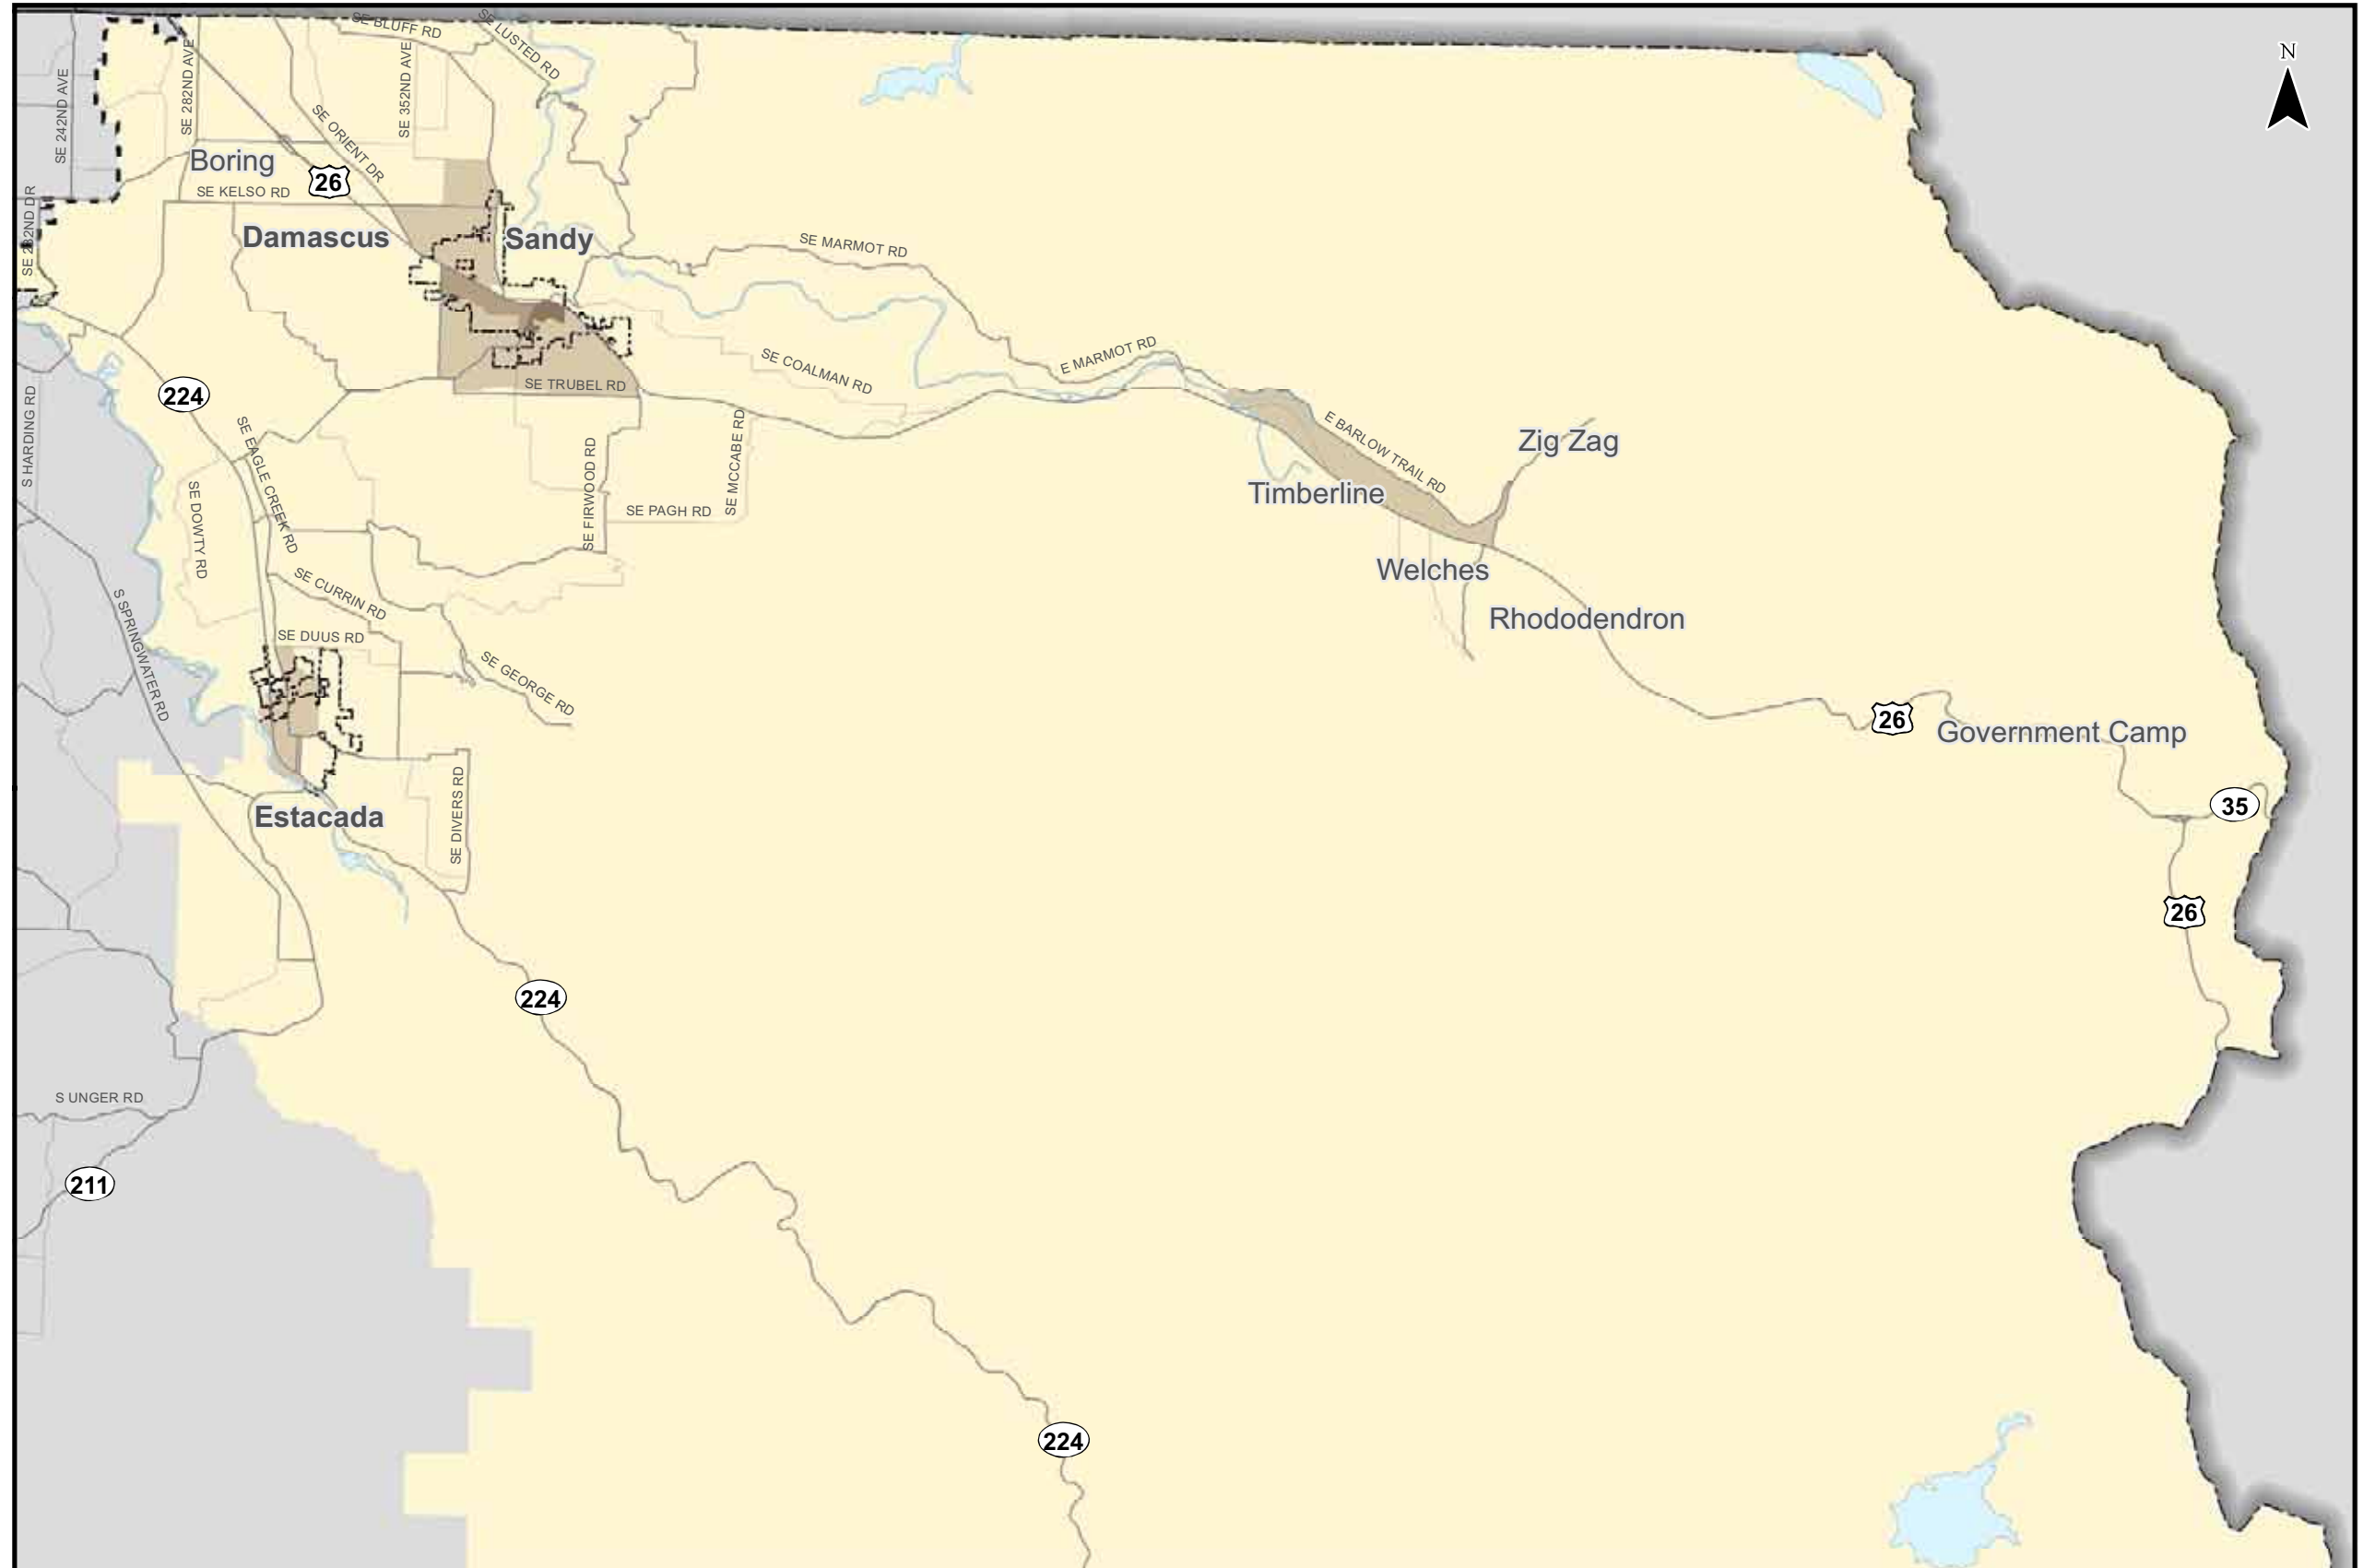 SE BLUFF RD
SE LUSTED RD
N
SE 242ND AVE
SE 282ND AVE
SE 352ND AVE
SE ORIENT DR
Boring
26
SE KELSO RD
SE 232ND DR
Damascus
Sandy
SE MARMOT RD
E MARMOT RD
SE COALMAN RD
SE TRUBEL RD
224
S HARDING RD
SE EAGLE CREEK RD
SE FIRWOOD RD
SE MCCABE RD
E BARLOW TRAIL RD
Zig Zag
Timberline
SE DOWTY RD
SE PAGH RD
Welches
SE CURRIN RD
Rhododendron
S SPRINGWATER RD
SE DUUS RD
SE GEORGE RD
26
Government Camp
35
Estacada
SE DIVERS RD
26
224
S UNGER RD
211
224